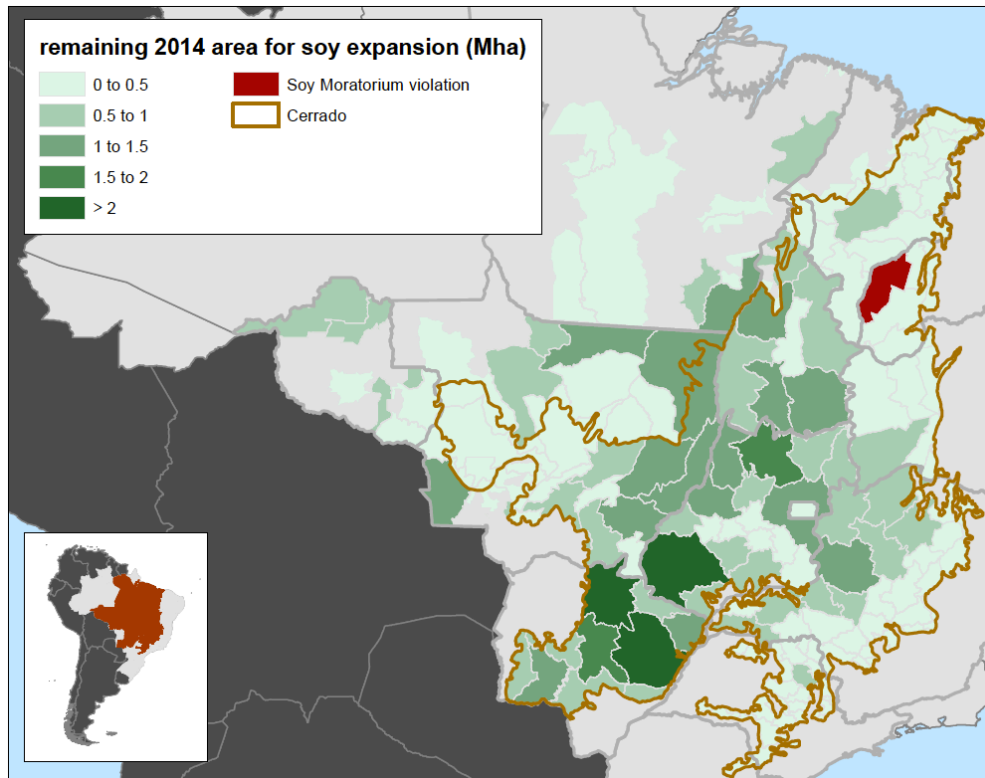 remaining 2014 area for soy expansion (Mha)
0 to 0.5
Soy Moratorium violation
0.5 to 1
Cerrado
1 to 1.5
1.5 to 2
> 2